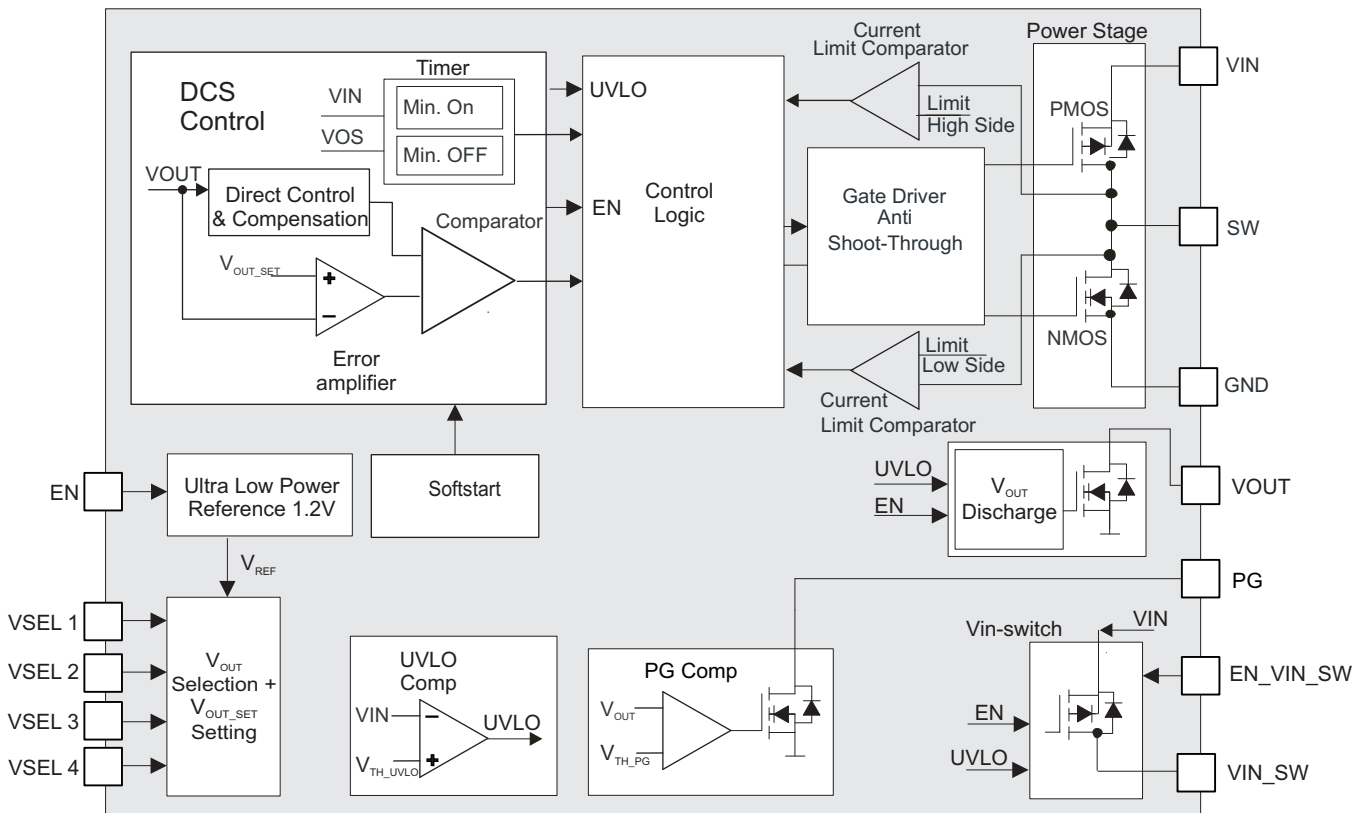 Current
Limit Comparator
Power Stage
VIN
DCS
Control
Timer
VIN
Min. On
VOS
Min. OFF
UVLO
Limit
High Side
PMOS
VOUT
Direct Control
& Compensation
Comparator
EN
Control
Logic
Gate Driver
Anti
Shoot-Through
SW
VOUT_SET
+
−
Error
amplifier
NMOS
Limit
Low Side
Current
Limit Comparator
GND
EN
Ultra Low Power
Reference 1.2V
Softstart
UVLO
EN
VOUT
Discharge
VOUT
VREF
PG
VSEL 1
VSEL 2
VSEL 3
VSEL 4
VOUT
Selection +
VOUT_SET
Setting
UVLO
Comp
VIN
−
+
VTH_UVLO
UVLO
PG Comp
VOUT
VTH_PG
Vin-switch
VIN
EN
UVLO
EN_VIN_SW
VIN_SW